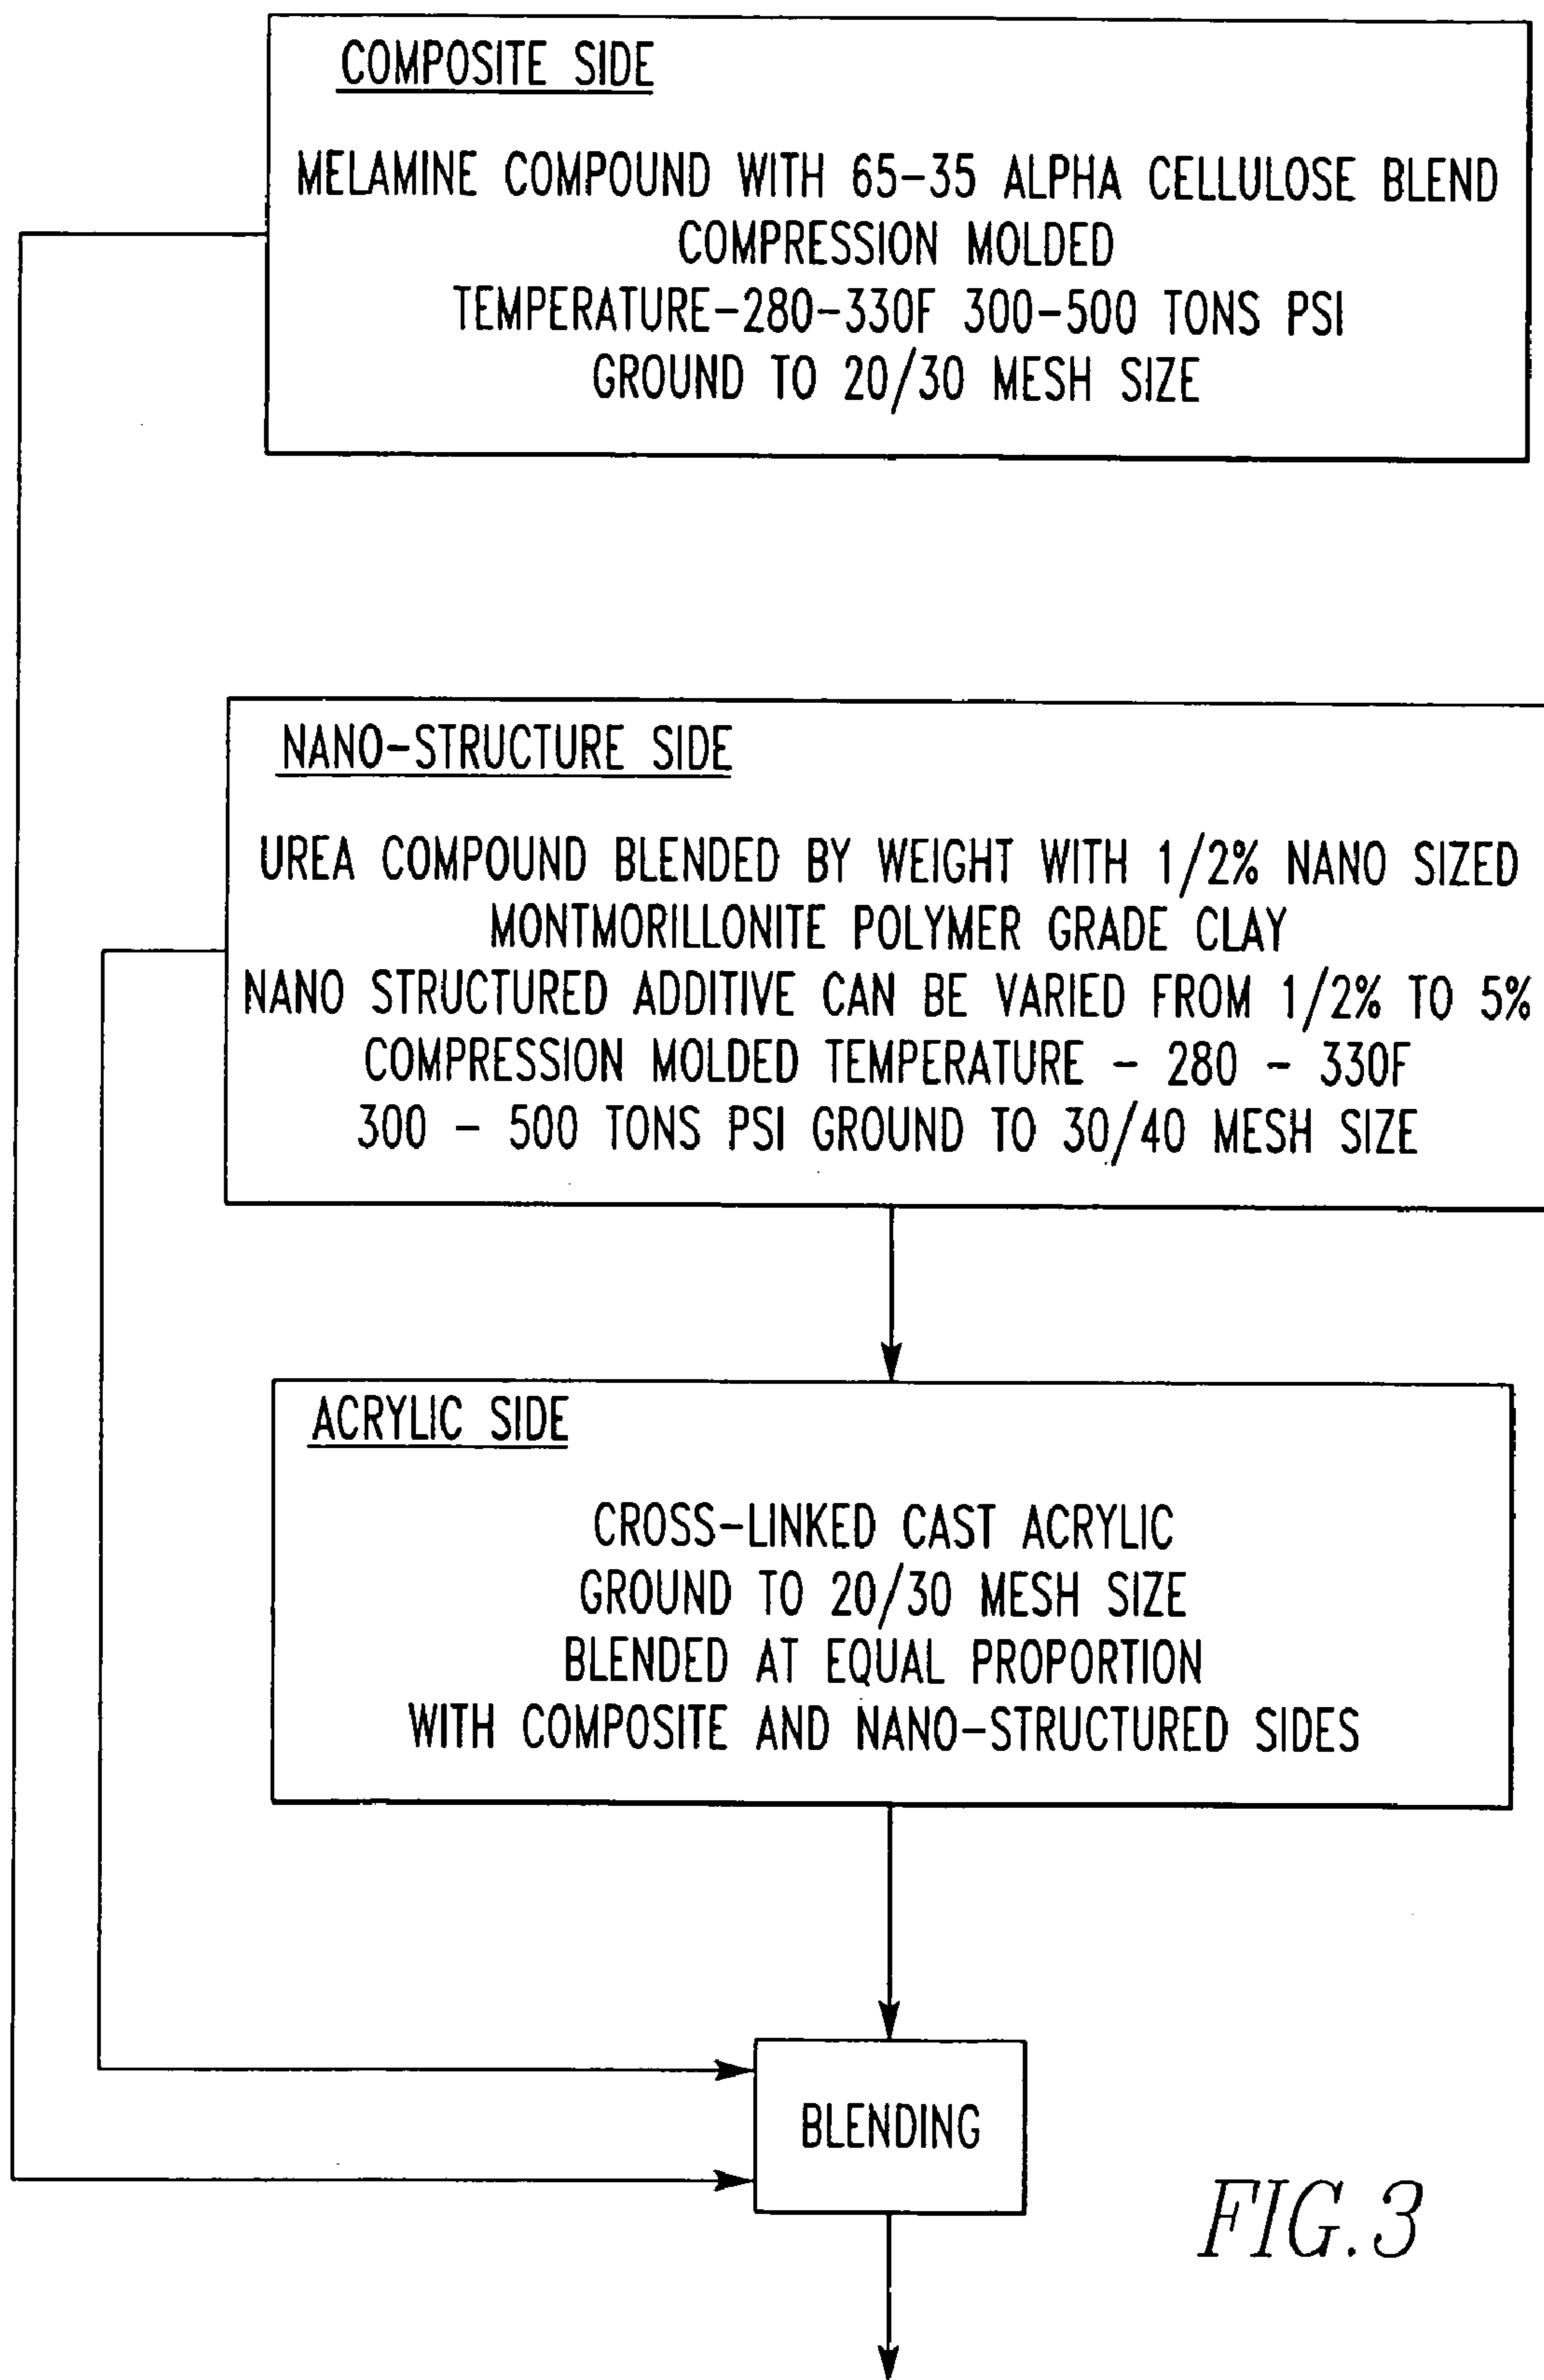 COMPOSITE SIDE
MELAMINE COMPOUND WITH 65-35 ALPHA CELLULOSE BLEND
COMPRESSION MOLDED
TEMPERATURE-280-330F 300-500 TONS PSI
GROUND TO 20/30 MESH SIZE
NANO-STRUCTURE SIDE
UREA COMPOUND BLENDED BY WEIGHT WITH 1/2% NANO SIZED
MONTMORILLONITE POLYMER GRADE CLAY
NANO STRUCTURED ADDITIVE CAN BE VARIED FROM 1/2% TO 5%
COMPRESSION MOLDED TEMPERATURE - 280 - 330F
300 - 500 TONS PSI GROUND TO 30/40 MESH SIZE
ACRYLIC SIDE
CROSS-LINKED CAST ACRYLIC
GROUND TO 20/30 MESH SIZE
BLENDED AT EQUAL PROPORTION
WITH COMPOSITE AND NANO-STRUCTURED SIDES
BLENDING
FIG. 3